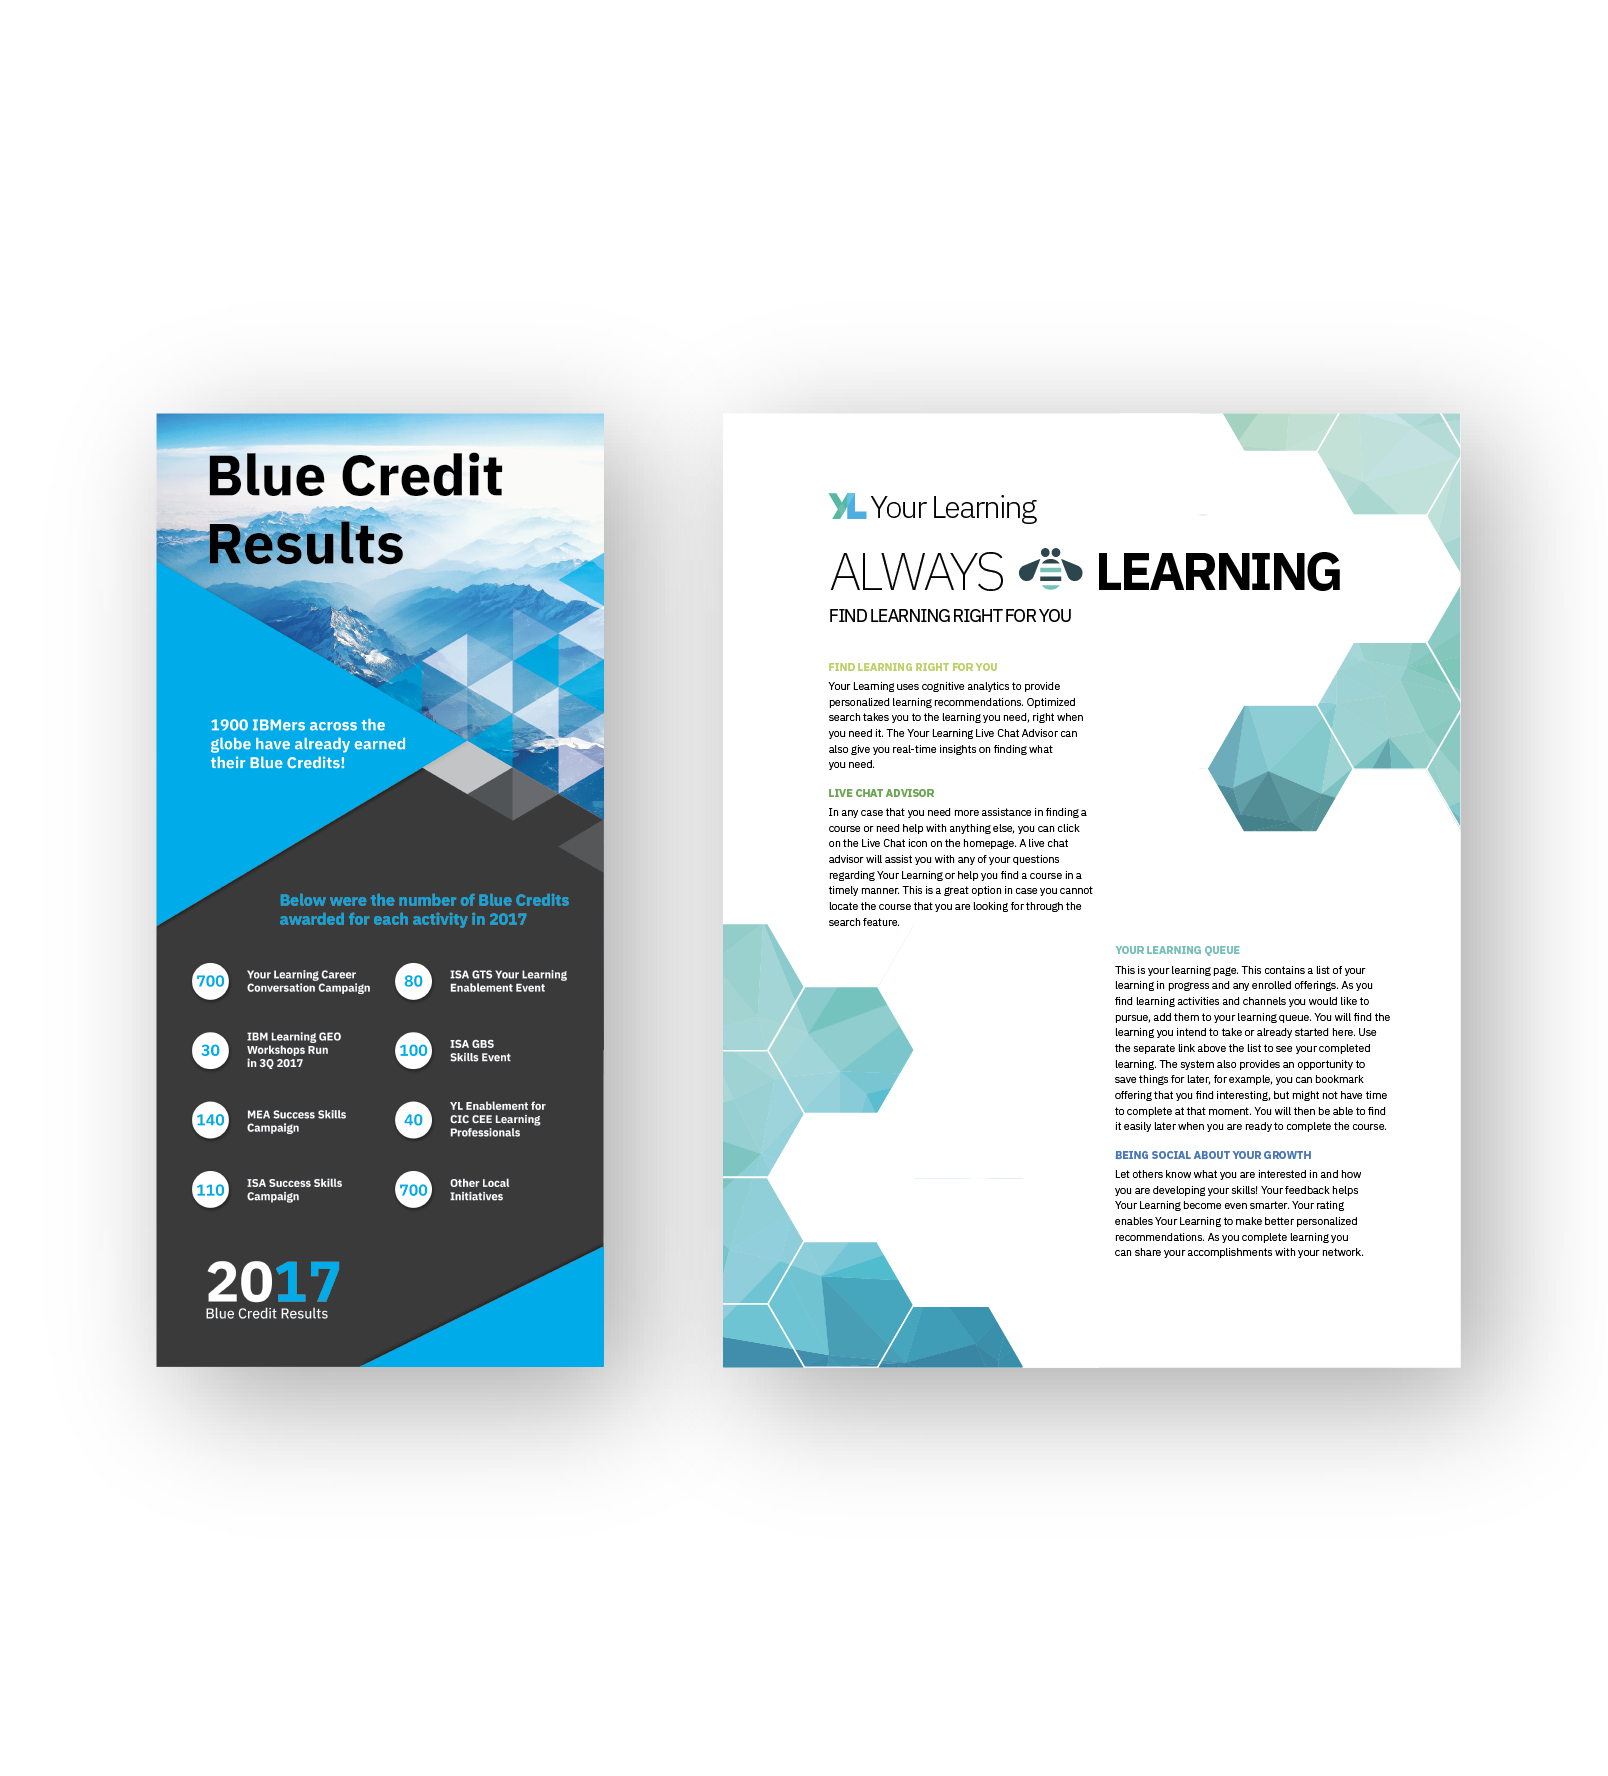 Blue Credit
Results
1900 IBMers across the
globe have already earned
their Blue Credits!
Below were the number of Blue Credits
awarded for each activity in 2017
700
Your Learning Career
Conversation Campaign
80
ISA GTS Your Learning
Enablement Event
30
IBM Learning GEO
Workshops Run
in 3Q 2017
100
ISA GBS
Skills Event
140
MEA Success Skills
Campaign
40
YL Enablement for
CIC CEE Learning
Professionals
110
ISA Success Skills
Campaign
700
Other Local
Initiatives
2017
Blue Credit Results
YL Your Learning
ALWAYS LEARNING
FIND LEARNING RIGHT FOR YOU
FIND LEARNING RIGHT FOR YOU
Your Learning uses cognitive analytics to provide
personalized learning recommendations. Optimized
search takes you to the learning you need, right when
you need it. The Your Learning Live Chat Advisor can
also give you real-time insights on finding what
you need.
LIVE CHAT ADVISOR
In any case that you need more assistance in finding a
course or need help with anything else, you can click
on the Live Chat icon on the homepage. A live chat
advisor will assist you with any of your questions
regarding Your Learning or help you find a course in a
timely manner. This is a great option in case you cannot
locate the course that you are looking for through the
search feature.
YOUR LEARNING QUEUE
This is your learning page. This contains a list of your
learning in progress and any enrolled offerings. As you
find learning activities and channels you would like to
pursue, add them to your learning queue. You will find the
learning you intend to take or already started here. Use
the separate link above the list to see your completed
learning. The system also provides an opportunity to
save things for later, for example, you can bookmark
offering that you find interesting, but might not have time
to complete at that moment. You will then be able to find
it easily later when you are ready to complete the course.
BEING SOCIAL ABOUT YOUR GROWTH
Let others know what you are interested in and how
you are developing your skills! Your feedback helps
Your Learning become even smarter. Your rating
enables Your Learning to make better personalized
recommendations. As you complete learning you
can share your accomplishments with your network.